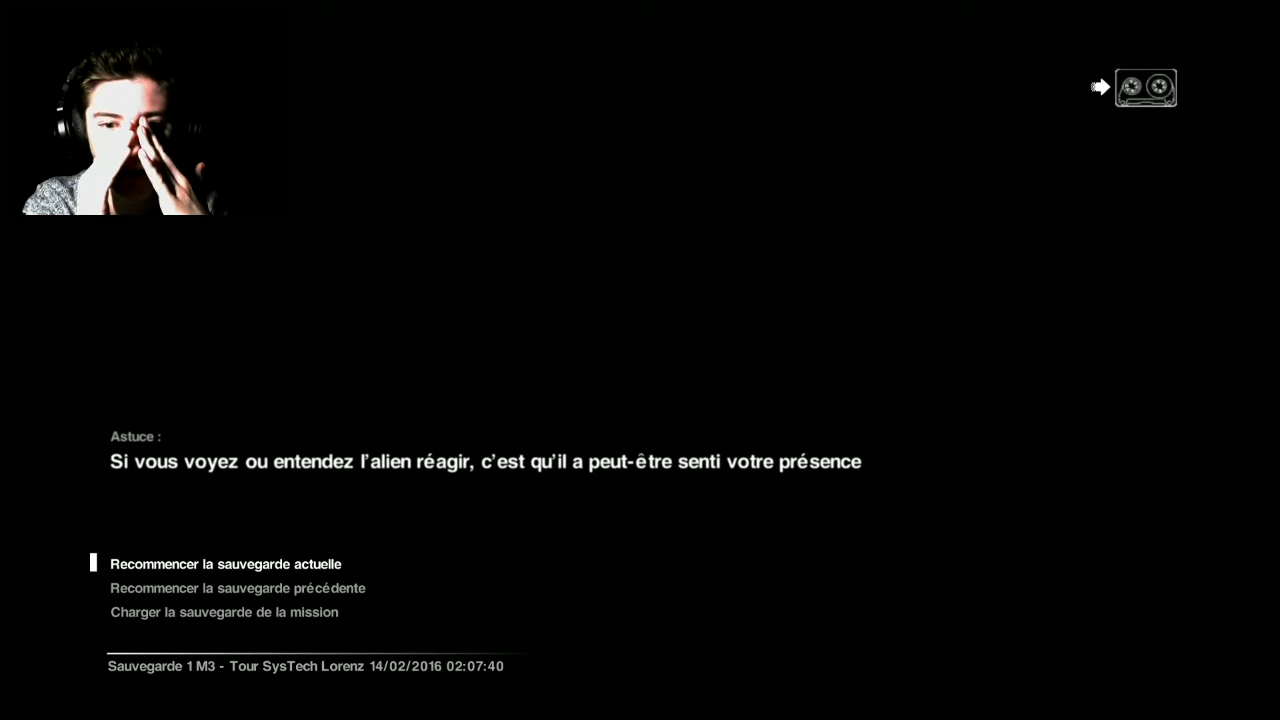 Astuce :
Si vous voyez ou entendez l'alien réagir, c'est qu'il a peut-être senti votre présence
Recommencer la sauvegarde actuelle
Recommencer la sauvegarde précédente
Charger la sauvegarde de la mission
Sauvegarde 1 M3 - Tour SysTech Lorenz 14/02/2016 02:07:40